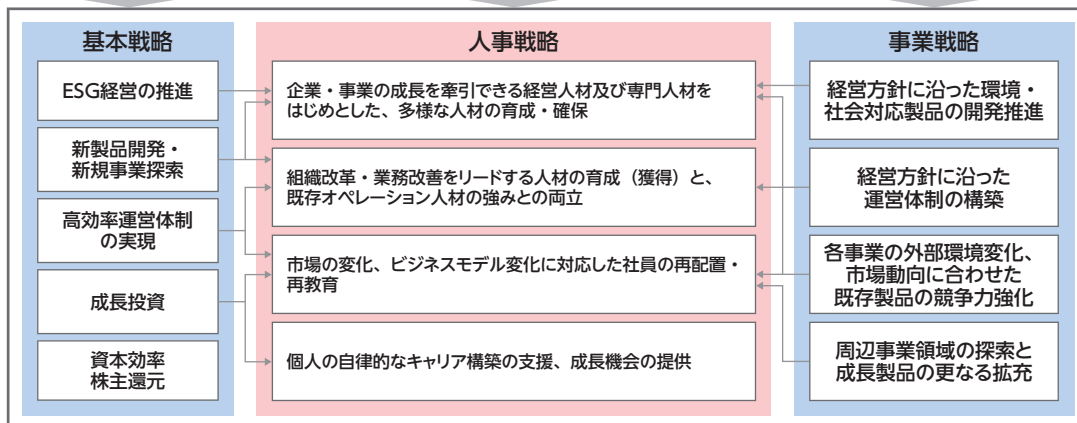 基本戦略
ESG経営の推進
新製品開発・
新規事業探索
高効率運営体制
の実現
成長投資
資本効率
株主還元
人事戦略
企業・事業の成長を牽引できる経営人材及び専門人材を
はじめとした、多様な人材の育成・確保
組織改革・業務改善をリードする人材の育成（獲得）と、
既存オペレーション人材の強みとの両立
市場の変化、ビジネスモデル変化に対応した社員の再配置・
再教育
個人の自律的なキャリア構築の支援、成長機会の提供
事業戦略
経営方針に沿った環境・
社会対応製品の開発推進
経営方針に沿った
運営体制の構築
各事業の外部環境変化、
市場動向に合わせた
既存製品の競争力強化
周辺事業領域の探索と
成長製品の更なる拡充